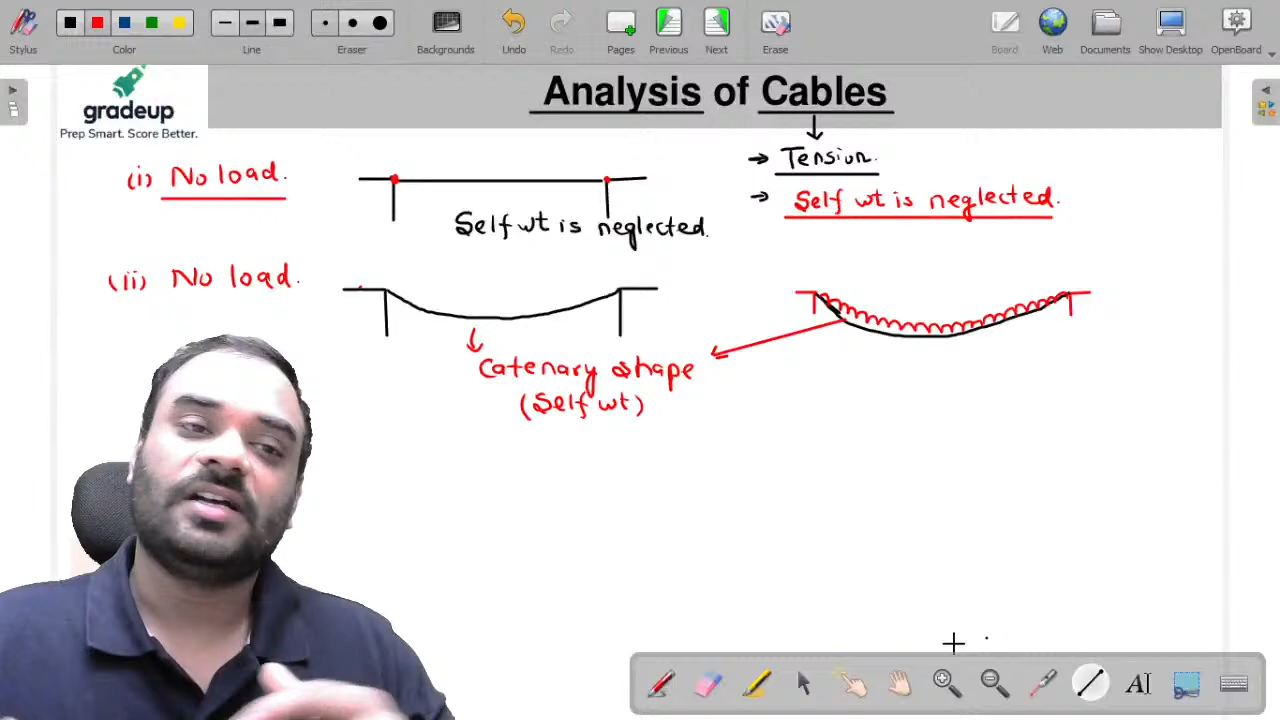 Stylus
Color
Line
Eraser
Backgrounds
Undo
Redo
Pages
Previous
Next
Erase
Board
Web
Documents
Show Desktop
OpenBoard
gradeup
Prep Smart. Score Better.
Analysis of Cables
→ Tension.
→ Self wt is neglected.
(i) No load.
Self wt is neglected.
(ii) No load.
Catenary shape
(Self wt)